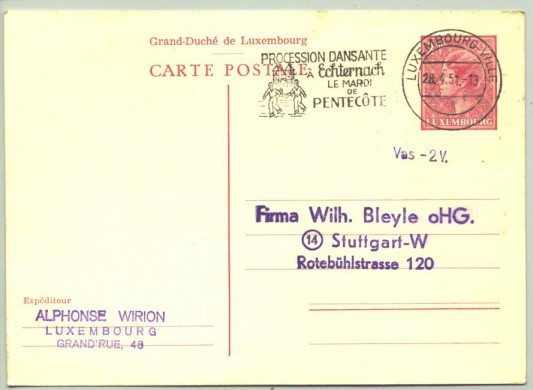 Grand-Duché de Luxembourg
CARTE POSTALE
PROCESSION DANSANTE
À Echternach
LE MARDI
DE
PENTECÔTE
LUXEMBOURG-VILLE
LUXEMBOURG
Vas - 2V.
Firma Wilh. Bleyle oHG.
14 Stuttgart-W
Rotebühlstrasse 120
Expéditeur
ALPHONSE WIRION
LUXEMBOURG
GRAND'RUE, 46